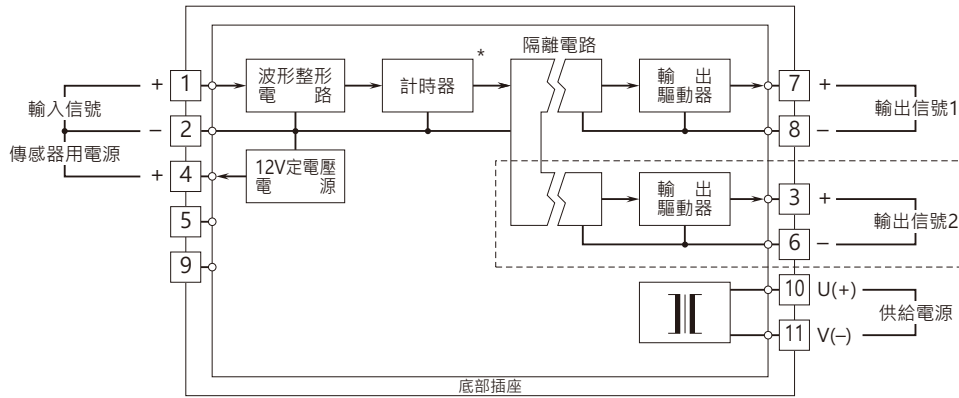 隔離電路
*
波形整形
電　　路
計時器
輸　出
驅動器
+
1
輸入信號
−
2
傳感器用電源
+
4
12V定電壓
電　　源
5
9
7
+
輸出信號1
8
−
輸　出
驅動器
3
+
輸出信號2
6
−
10
U(+)
供給電源
11
V(−)
底部插座